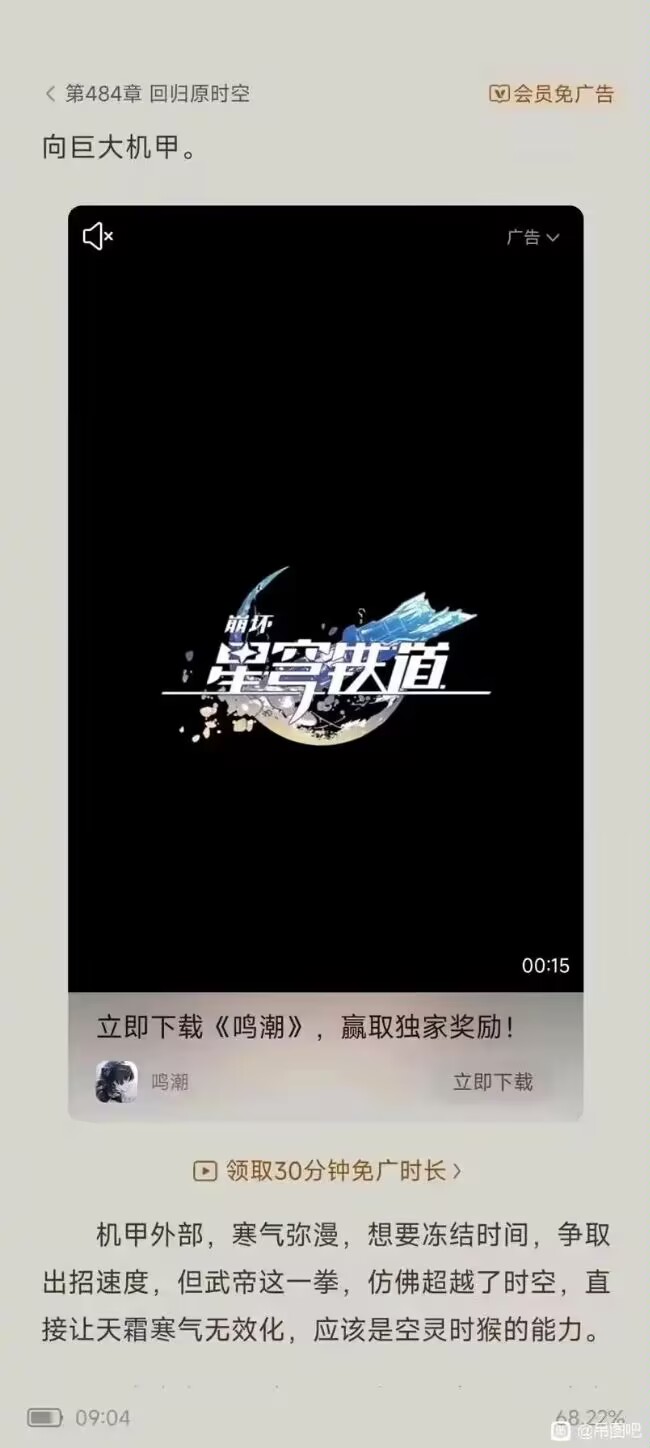 第484章 回归原时空
会员免广告
向巨大机甲。
广告
崩坏
星穹铁道
00:15
立即下载《鸣潮》，赢取独家奖励！
鸣潮
立即下载
领取30分钟免广时长
机甲外部，寒气弥漫，想要冻结时间，争取
出招速度，但武帝这一拳，仿佛超越了时空，直
接让天霜寒气无效化，应该是空灵时猴的能力。
09:04
68.22%
@吊图吧